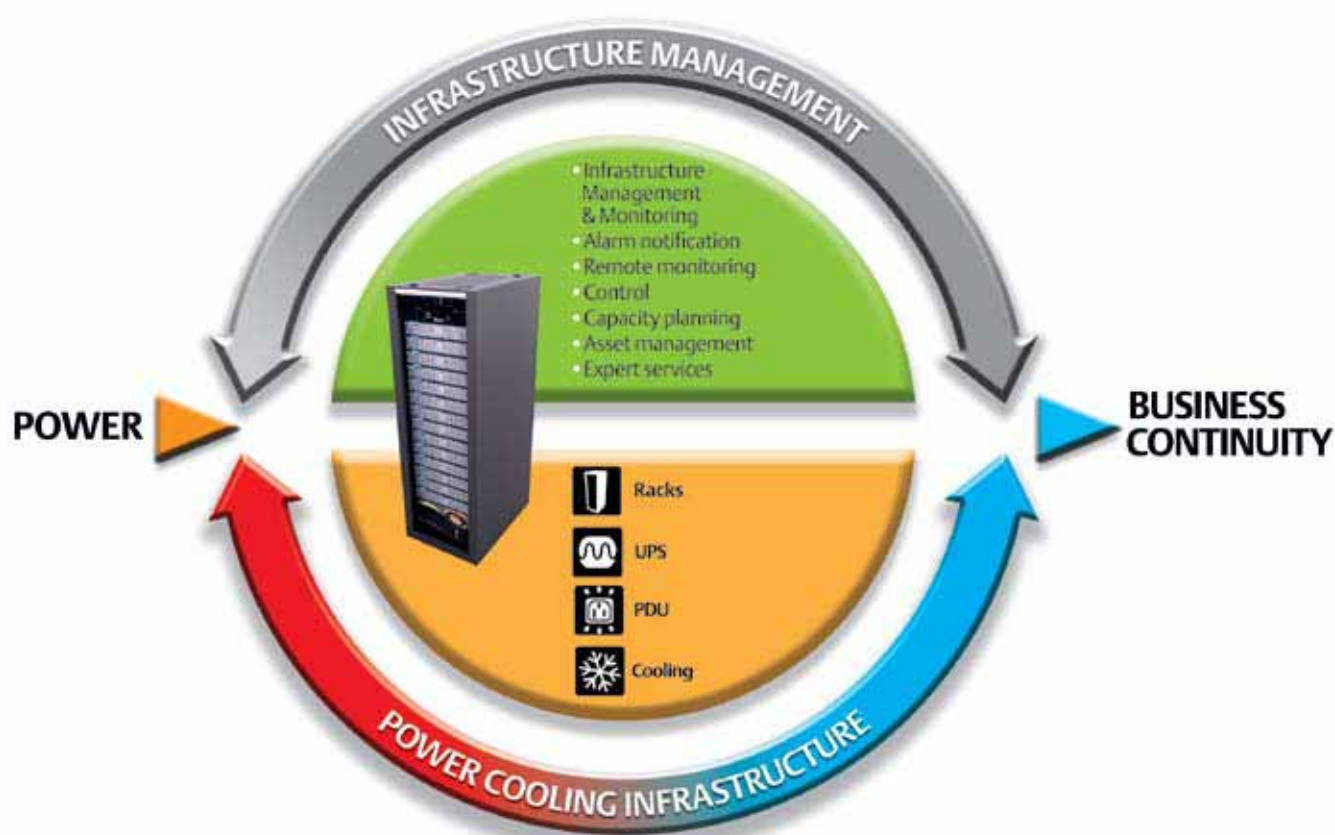 INFRASTRUCTURE MANAGEMENT
• Infrastructure
Management
& Monitoring
• Alarm notification
• Remote monitoring
• Control
• Capacity planning
• Asset management
• Expert services
POWER
BUSINESS
CONTINUITY
Racks
UPS
PDU
Cooling
POWER COOLING INFRASTRUCTURE